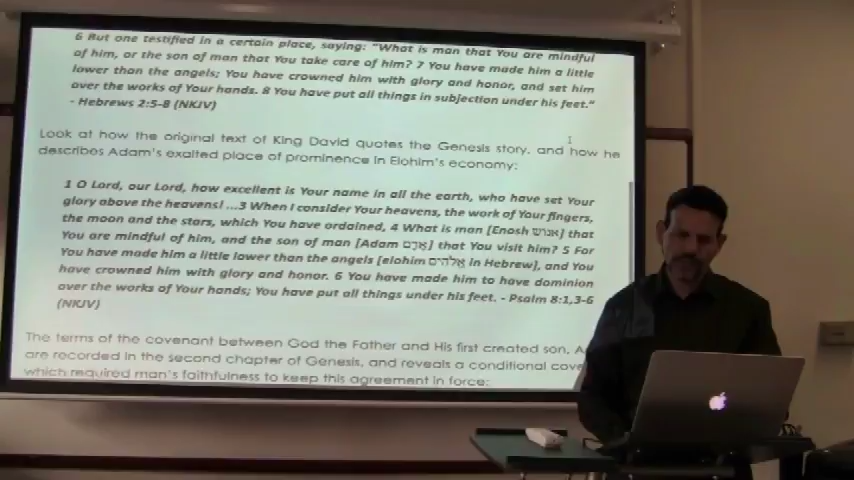 6 But one testified in a certain place, saying: "What is man that You are mindful
of him, or the son of man that You take care of him? 7 You have made him a little
lower than the angels; You have crowned him with glory and honor, and set him
over the works of Your hands. 8 You have put all things in subjection under his feet."
- Hebrews 2:5-8 (NKJV)
Look at how the original text of King David quotes the Genesis story, and how he
describes Adam's exalted place of prominence in Elohim's economy:
1 O Lord, our Lord, how excellent is Your name in all the earth, who have set Your
glory above the heavens! ...3 When I consider Your heavens, the work of Your fingers,
the moon and the stars, which You have ordained, 4 What is man [Enosh אנוש] that
You are mindful of him, and the son of man [Adam אָדָם] that You visit him? 5 For
You have made him a little lower than the angels [elohim אלהים in Hebrew], and You
have crowned him with glory and honor. 6 You have made him to have dominion
over the works of Your hands; You have put all things under his feet. - Psalm 8:1,3-6
(NKJV)
The terms of the covenant between God the Father and His first created son, A
are recorded in the second chapter of Genesis, and reveals a conditional cove
which required man's faithfulness to keep this agreement in force: